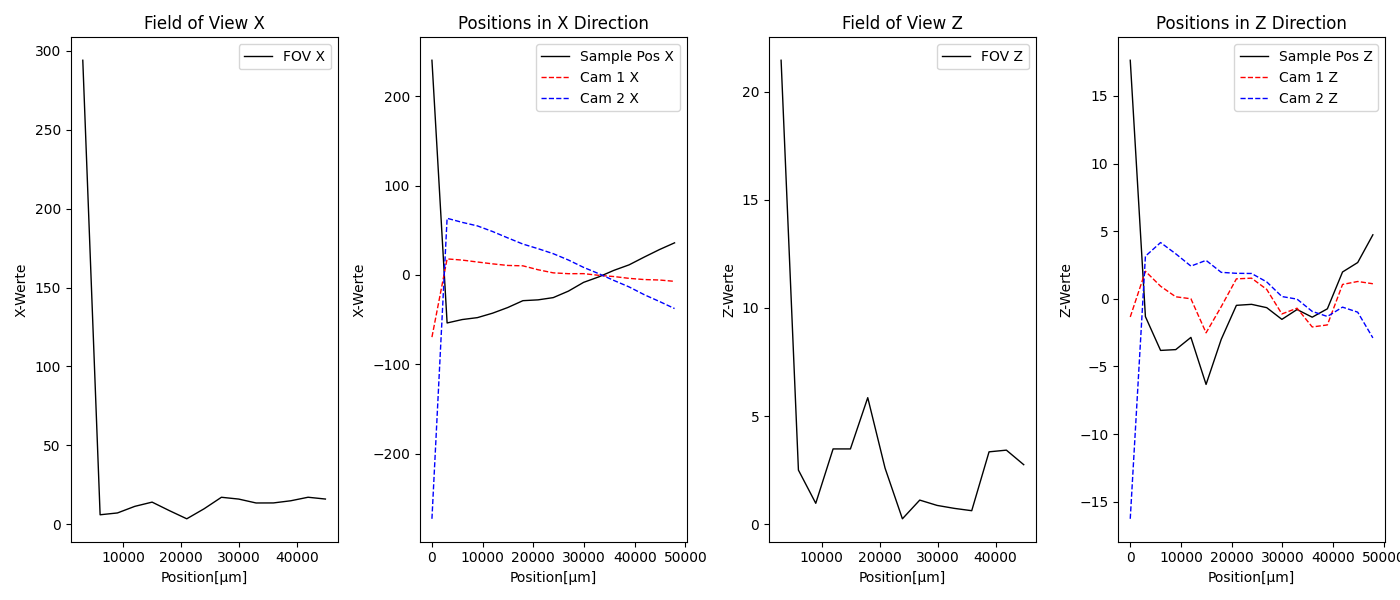 Field of View X
300
250
200
150
100
50
0
X-Werte
10000 20000 30000 40000
Position[µm]
FOV X
Positions in X Direction
200
100
0
−100
−200
X-Werte
0 10000 20000 30000 40000 50000
Position[µm]
Sample Pos X
Cam 1 X
Cam 2 X
Field of View Z
20
15
10
5
0
Z-Werte
10000 20000 30000 40000
Position[µm]
FOV Z
Positions in Z Direction
15
10
5
0
−5
−10
−15
Z-Werte
0 10000 20000 30000 40000 50000
Position[µm]
Sample Pos Z
Cam 1 Z
Cam 2 Z